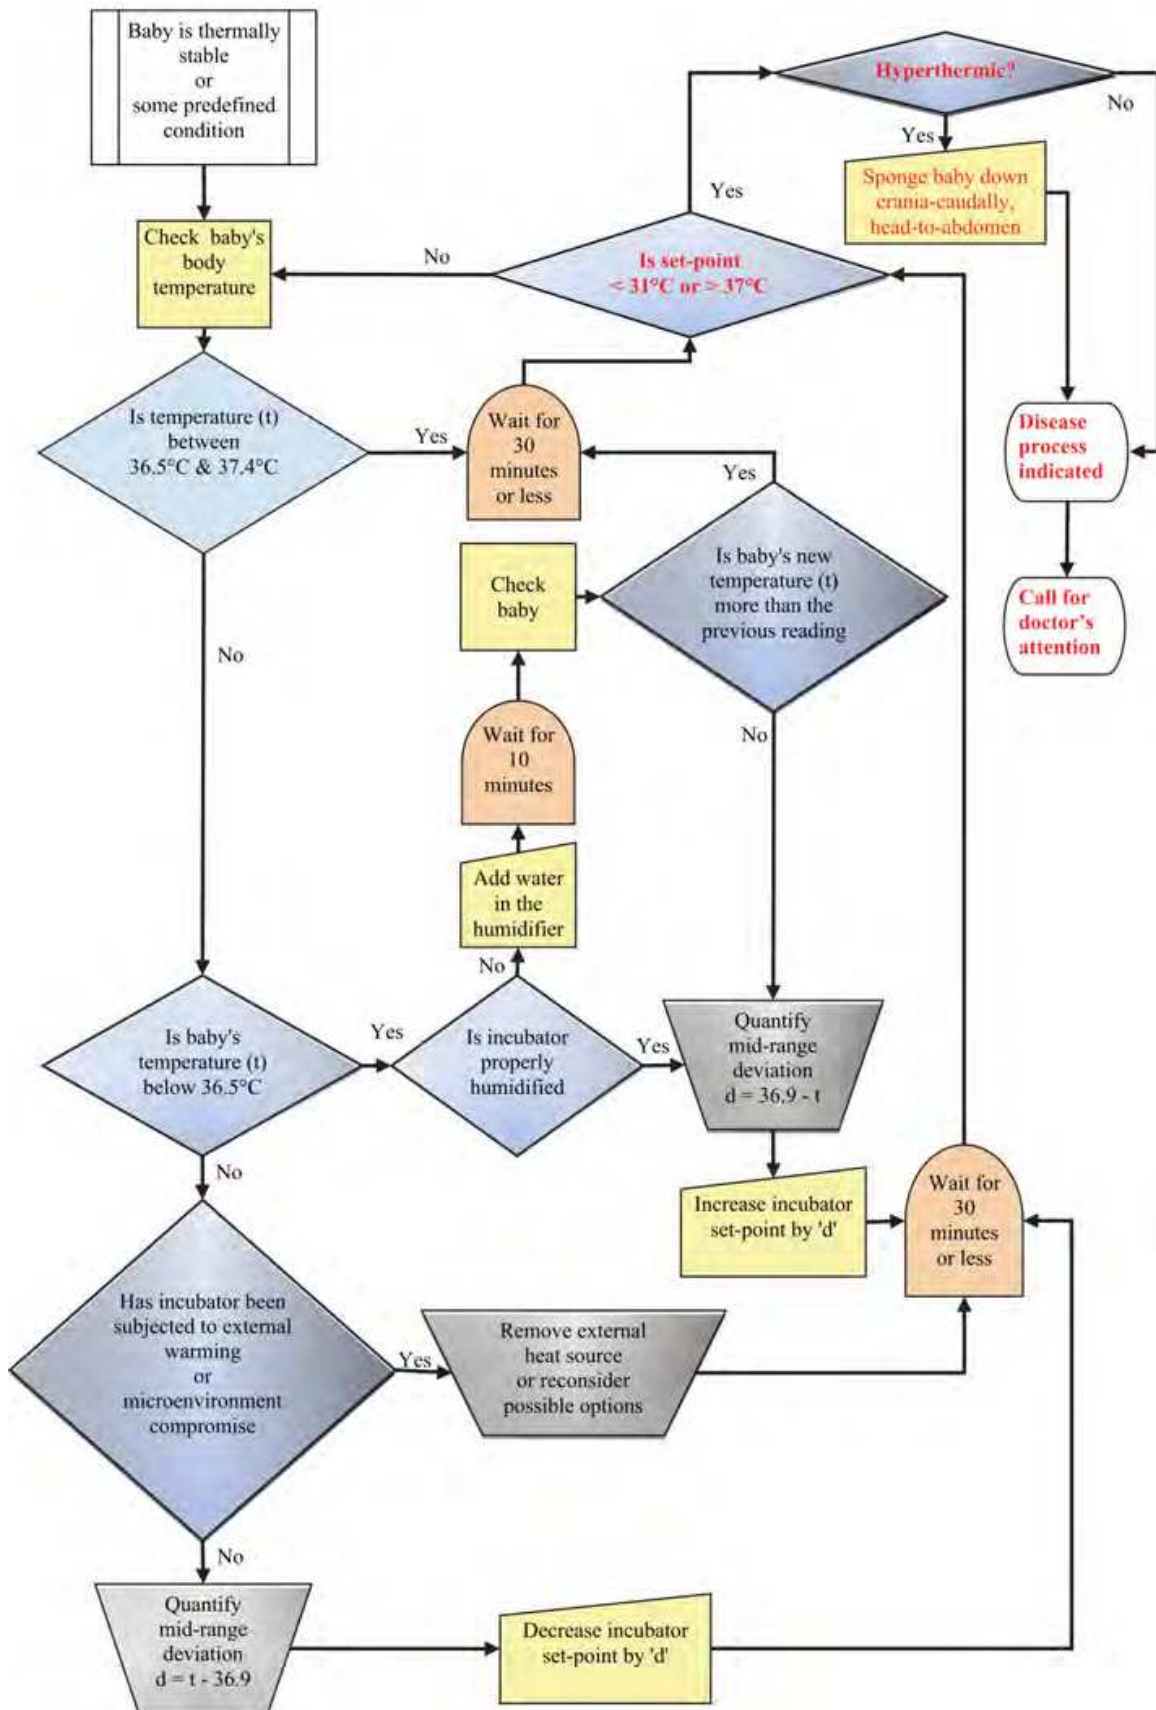 Baby is thermally
stable
or
some predefined
condition
Hyperthermic?
No
Yes
Sponge baby down
crania-caudally,
head-to-abdomen
Yes
Check baby's
body
temperature
No
Is set-point
< 31°C or > 37°C
Is temperature (t)
between
36.5°C & 37.4°C
Yes
Wait for
30
minutes
or less
Disease
process
indicated
Yes
Is baby's new
temperature (t)
more than the
previous reading
Check
baby
Call for
doctor's
attention
No
Wait for
10
minutes
No
Add water
in the
humidifier
No
Is baby's
temperature (t)
below 36.5°C
Yes
Is incubator
properly
humidified
Yes
Quantify
mid-range
deviation
d = 36.9 - t
No
Increase incubator
set-point by 'd'
Wait for
30
minutes
or less
Has incubator been
subjected to external
warming
or
microenvironment
compromise
Yes
Remove external
heat source
or reconsider
possible options
No
Quantify
mid-range
deviation
d = t - 36.9
Decrease incubator
set-point by 'd'